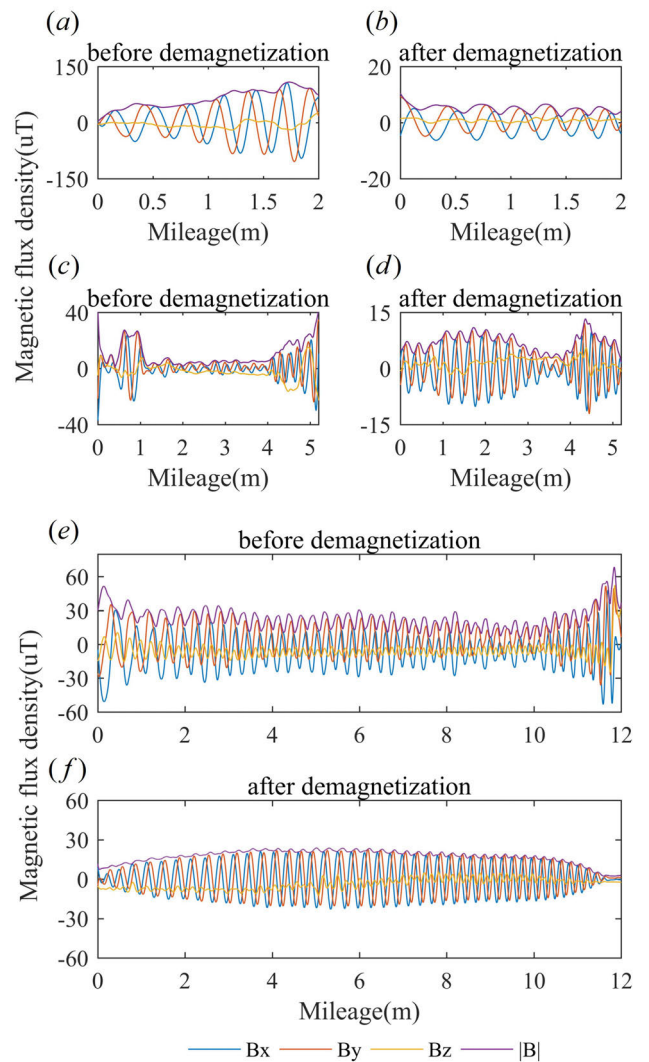 (a)
before demagnetization
150
0
-150
0
0.5
1
1.5
2
Mileage(m)
(b)
after demagnetization
20
0
-20
0
0.5
1
1.5
2
Mileage(m)
Magnetic flux density(uT)
(c)
before demagnetization
40
0
-40
0
1
2
3
4
5
Mileage(m)
(d)
after demagnetization
15
0
-15
0
1
2
3
4
5
Mileage(m)
(e)
before demagnetization
60
30
0
-30
-60
0
2
4
6
8
10
12
Magnetic flux density(uT)
(f)
after demagnetization
60
30
0
-30
-60
0
2
4
6
8
10
12
Mileage(m)
Bx
By
Bz
|B|